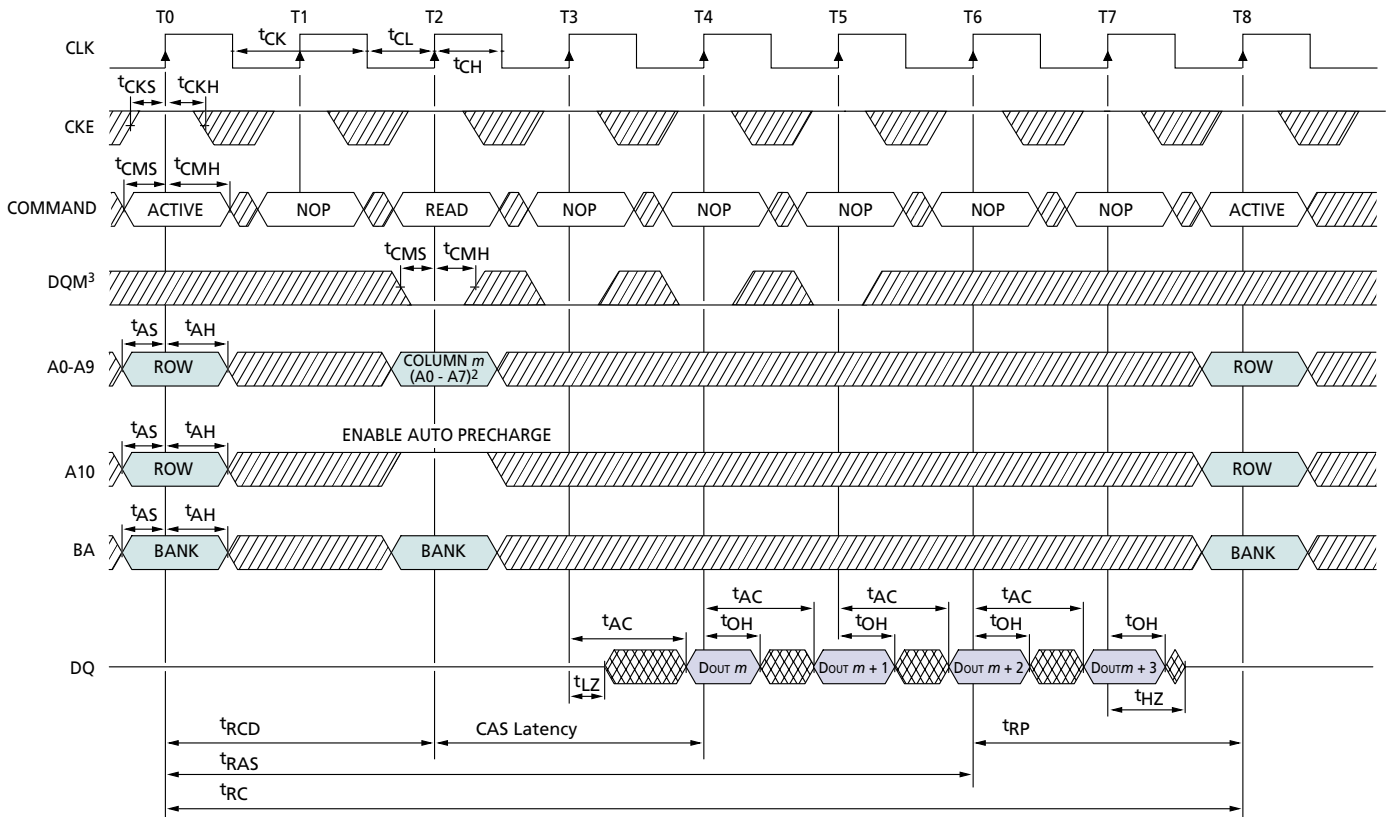 T0 T1 T2 T3 T4 T5 T6 T7 T8
CLK
tCK tCL
tCH
tCKS tCKH
CKE
tCMS tCMH
COMMAND ACTIVE NOP READ NOP NOP NOP NOP NOP ACTIVE
tCMS tCMH
DQM3
tAS tAH
A0-A9 ROW COLUMN m ROW
(A0 - A7)2
ENABLE AUTO PRECHARGE
tAS tAH
A10 ROW ROW
tAS tAH
BA BANK BANK BANK
tAC tAC tAC
tAC tOH tOH tOH tOH
DQ DOUT m DOUT m + 1 DOUT m + 2 DOUT m + 3
tLZ tHZ
tRCD CAS Latency tRP
tRAS
tRC